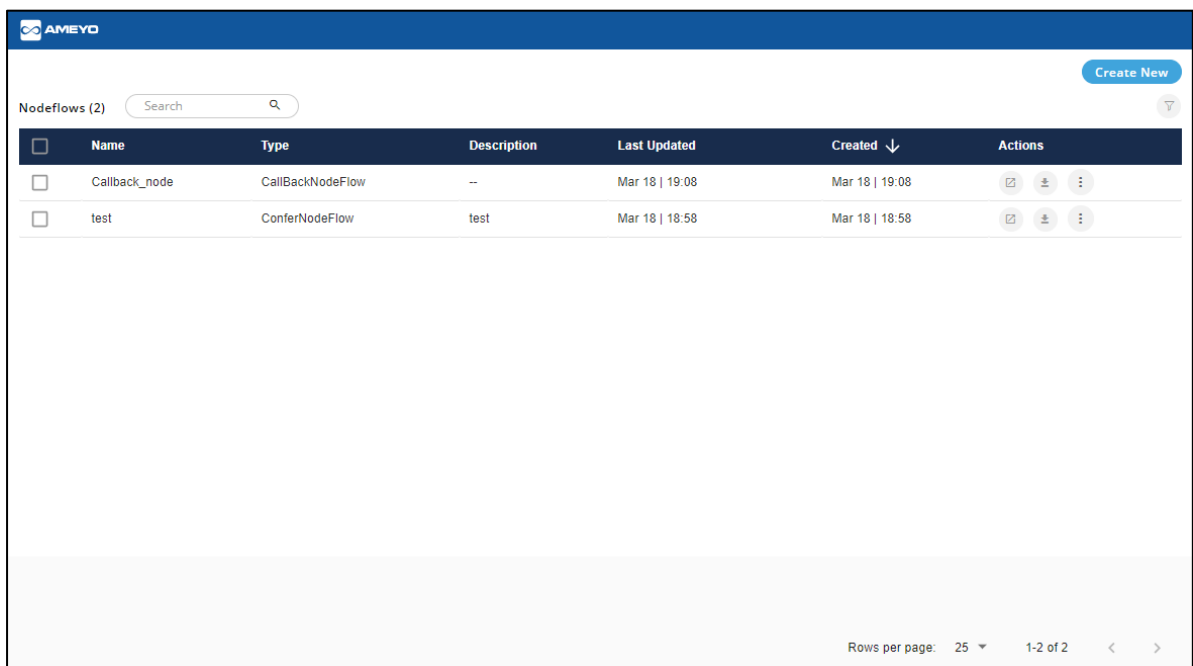 AMEYO
Create New
Nodeflows (2) Search
Name Type Description Last Updated Created Actions
Callback_node CallBackNodeFlow -- Mar 18 | 19:08 Mar 18 | 19:08
test ConferNodeFlow test Mar 18 | 18:58 Mar 18 | 18:58
Rows per page: 25 1-2 of 2